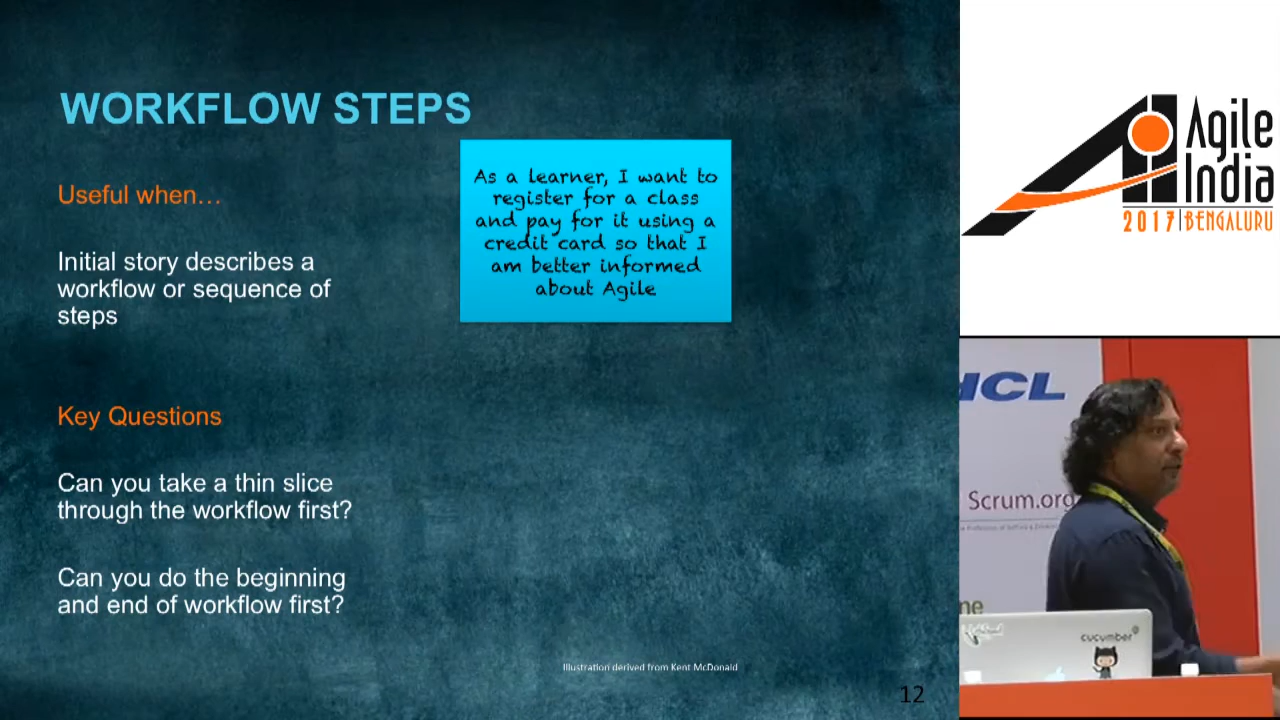 WORKFLOW STEPS
Useful when…
Initial story describes a
workflow or sequence of
steps
Key Questions
Can you take a thin slice
through the workflow first?
Can you do the beginning
and end of workflow first?
As a learner, I want to
register for a class
and pay for it using a
credit card so that I
am better informed
about Agile
Illustration derived from Kent McDonald
12
Agile
India
2017 | BENGALURU
HCL
Scrum.org
ne
cucumber